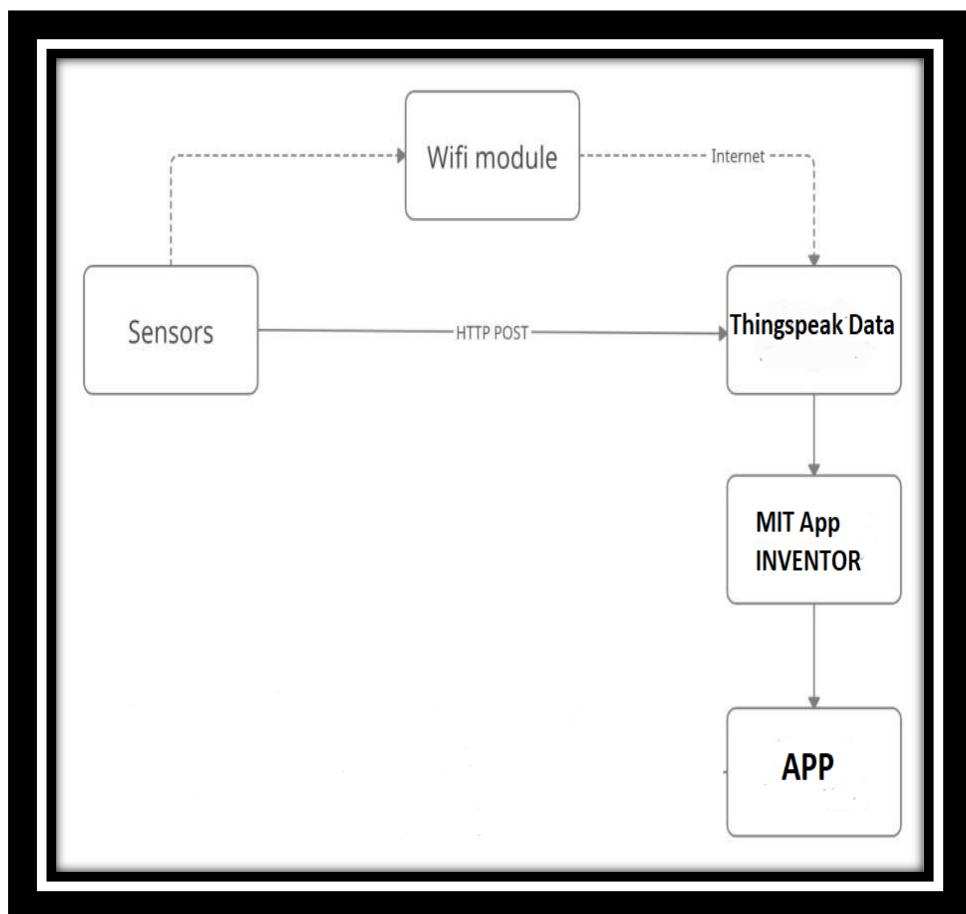 Wifi module
Internet
Sensors
HTTP POST
Thingspeak Data
MIT App
INVENTOR
APP